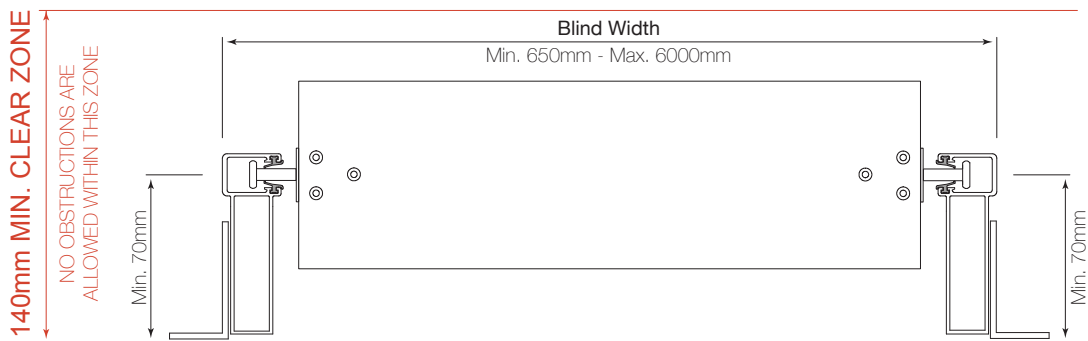 140mm MIN. CLEAR ZONE
NO OBSTRUCTIONS ARE
ALLOWED WITHIN THIS ZONE
Blind Width
Min. 650mm - Max. 6000mm
Min. 70mm
Min. 70mm